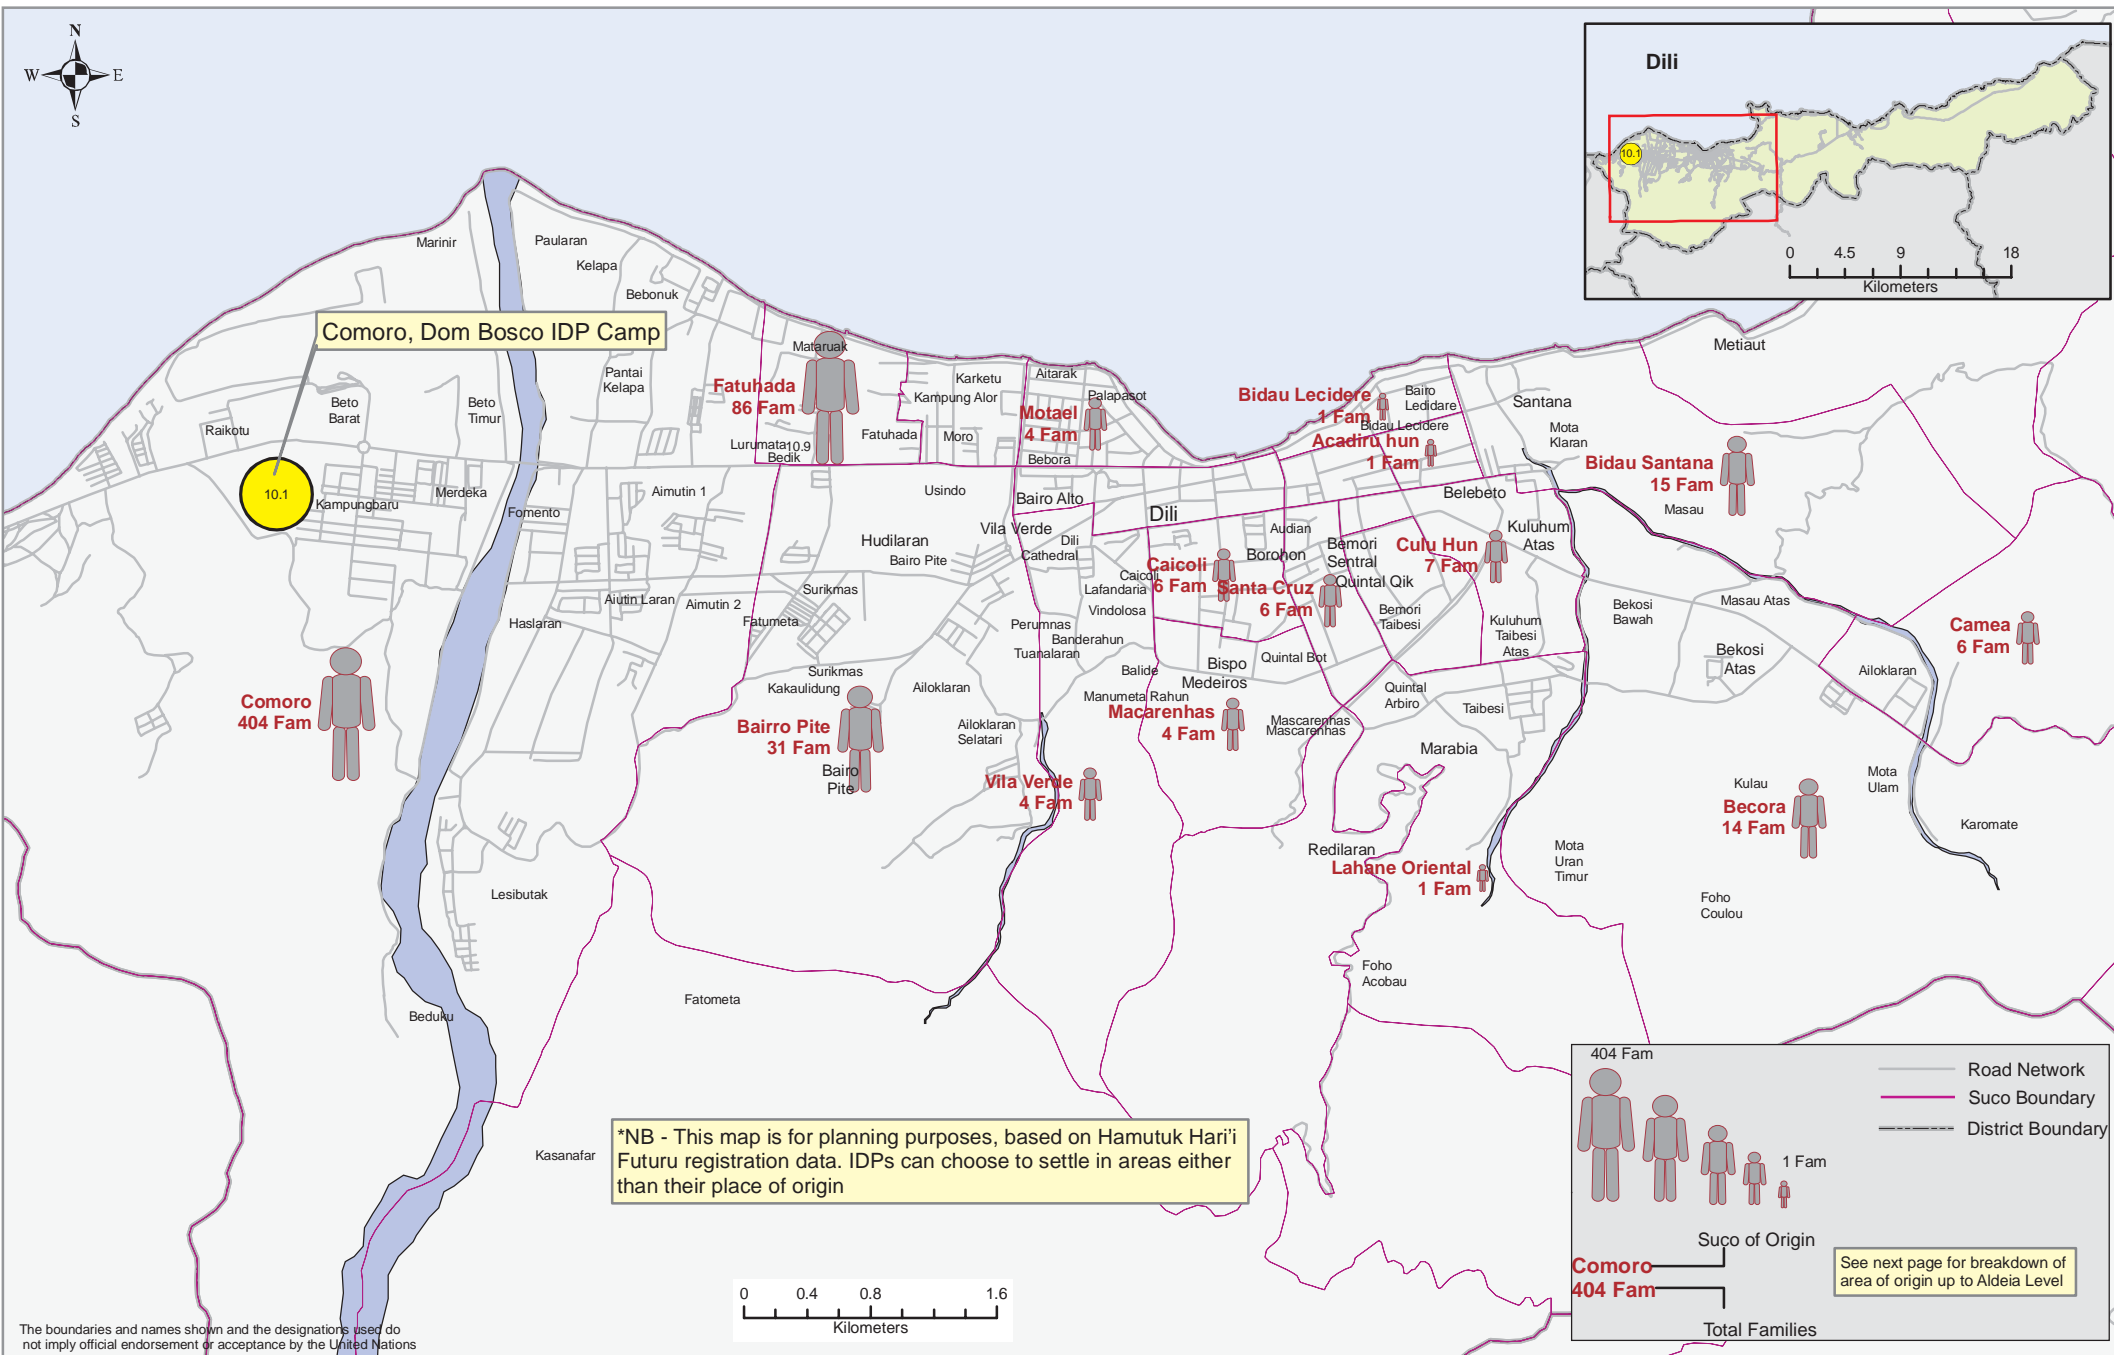 N
W
E
S
Dili
10.1
0 4.5 9 18
Kilometers
Marinir
Paularan
Kelapa
Bebonuk
Comoro, Dom Bosco IDP Camp
Metiaut
Mataruak
Pantai
Kelapa
Fatuhada
86 Fam
Karketu
Kampung Alor
Aitarak
Palapasot
Motael
4 Fam
Bidau Lecidere
1 Fam
Bairo
Ledidare
Bidau Lecidere
Acadiru hun
1 Fam
Santana
Mota
Klaran
Beto
Barat
Beto
Timur
Raikotu
Lurumata
10.9
Bedik
Fatuhada
Moro
Bebora
Bidau Santana
15 Fam
Masau
10.1
Kampungbaru
Merdeka
Fomento
Aimutin 1
Usindo
Bairo Alto
Dili
Belebeto
Vila Verde
Hudilaran
Bairo Pite
Dili
Cathedral
Audian
Borohon
Bemori
Sentral
Culu Hun
7 Fam
Kuluhum
Atas
Caicoli
Caicoli
6 Fam
Santa Cruz
6 Fam
Quintal Qik
Lafandaria
Vindolosa
Surikmas
Aiutin Laran
Aimutin 2
Fatumeta
Haslaran
Perumnas
Banderahun
Tuanalaran
Bemori
Taibesi
Kuluhum
Taibesi
Atas
Bekosi
Bawah
Masau Atas
Camea
6 Fam
Bekosi
Atas
Ailoklaran
Balide
Bispo
Medeiros
Quintal Bot
Surikmas
Kakaulidung
Ailoklaran
Manumeta Rahun
Macarenhas
4 Fam
Mascarenhas
Mascarenhas
Quintal
Arbiro
Taibesi
Marabia
Comoro
404 Fam
Bairro Pite
31 Fam
Bairo
Pite
Ailoklaran
Selatari
Vila Verde
4 Fam
Kulau
Mota
Ulam
Becora
14 Fam
Karomate
Redilaran
Lahane Oriental
1 Fam
Mota
Uran
Timur
Foho
Coulou
Lesibutak
Foho
Acobau
Fatometa
Beduku
Kasanafar
*NB - This map is for planning purposes, based on Hamutuk Hari'i
Futuru registration data. IDPs can choose to settle in areas either
than their place of origin
404 Fam
1 Fam
Road Network
Suco Boundary
District Boundary
Suco of Origin
Comoro
404 Fam
Total Families
See next page for breakdown of
area of origin up to Aldeia Level
0 0.4 0.8 1.6
Kilometers
The boundaries and names shown and the designations used do
not imply official endorsement or acceptance by the United Nations